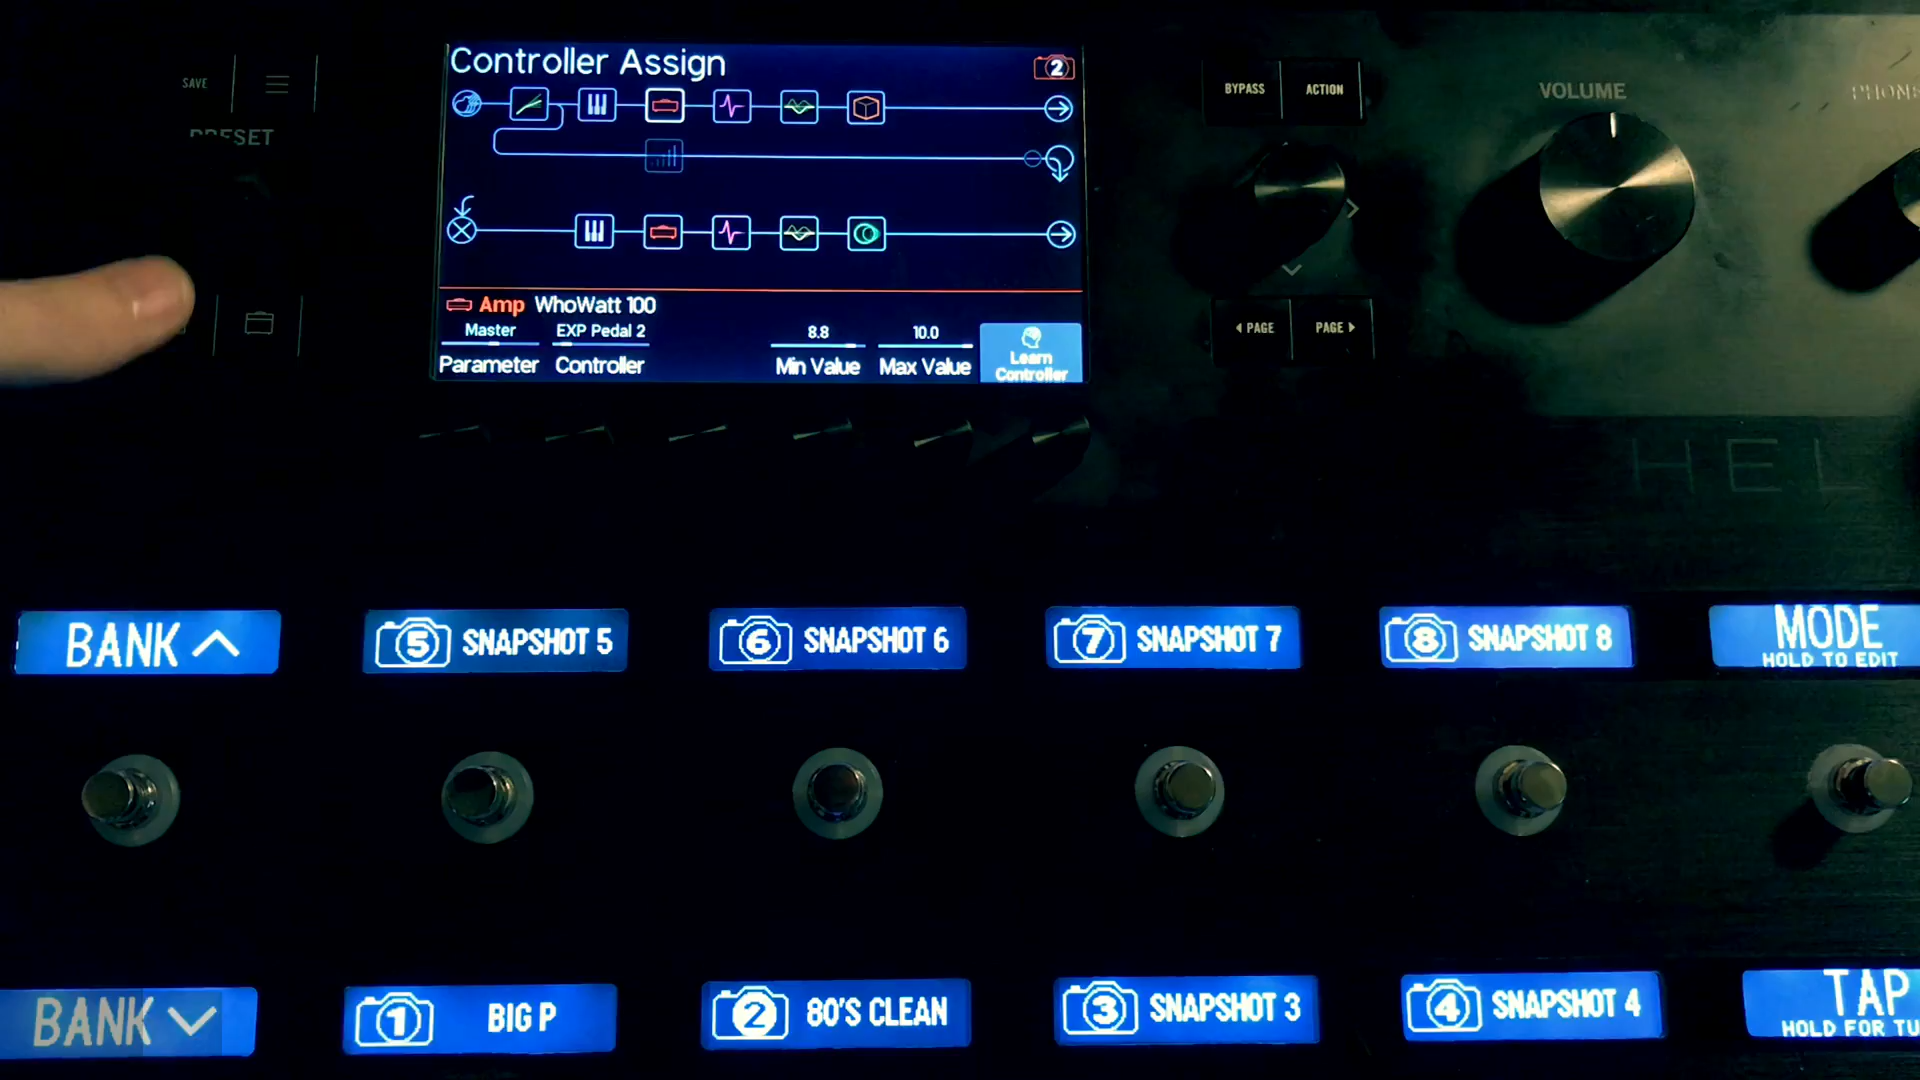 Controller Assign
2
SAVE
PRESET
BYPASS
ACTION
VOLUME
Amp WhoWatt 100
Master
EXP Pedal 2
8.8
10.0
Parameter
Controller
Min Value
Max Value
Learn
Controller
PAGE
PAGE
BANK
5 SNAPSHOT 5
6 SNAPSHOT 6
7 SNAPSHOT 7
8 SNAPSHOT 8
MODE
HOLD TO EDIT
BANK
1 BIG P
2 80'S CLEAN
3 SNAPSHOT 3
4 SNAPSHOT 4
TAP
HOLD FOR